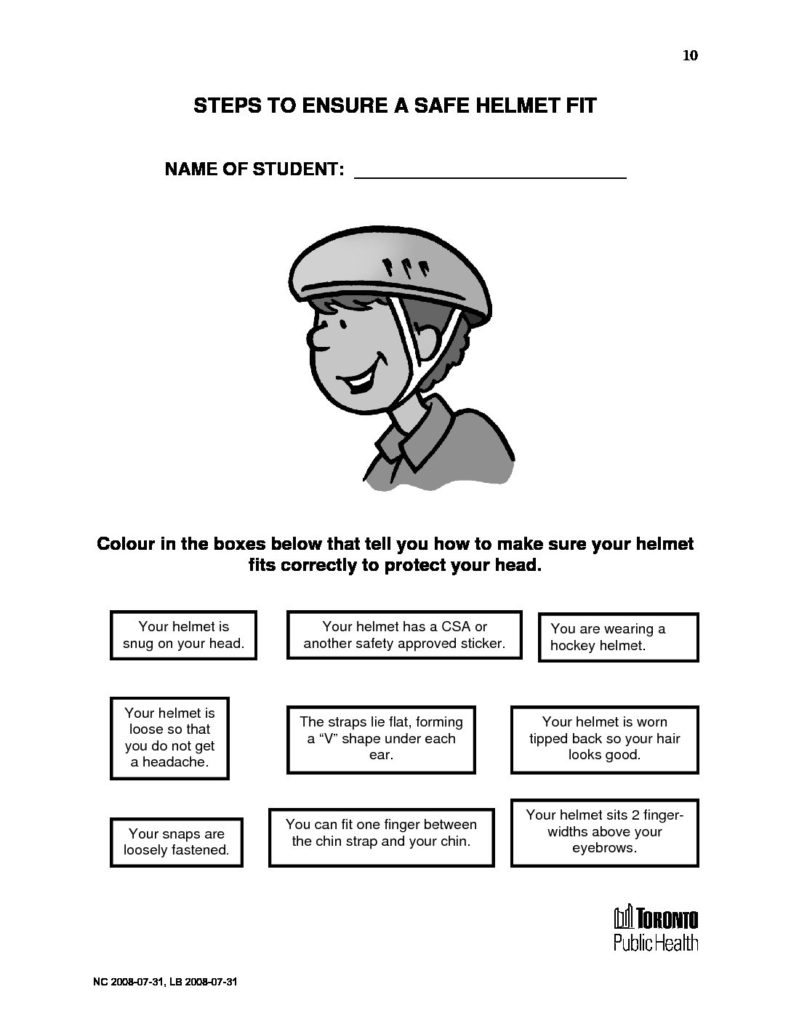 10
STEPS TO ENSURE A SAFE HELMET FIT
NAME OF STUDENT: ____________________________
Colour in the boxes below that tell you how to make sure your helmet
fits correctly to protect your head.
Your helmet is
snug on your head.
Your helmet has a CSA or
another safety approved sticker.
You are wearing a
hockey helmet.
Your helmet is
loose so that
you do not get
a headache.
The straps lie flat, forming
a “V” shape under each
ear.
Your helmet is worn
tipped back so your hair
looks good.
Your snaps are
loosely fastened.
You can fit one finger between
the chin strap and your chin.
Your helmet sits 2 finger-
widths above your
eyebrows.
TORONTO
Public Health
NC 2008-07-31, LB 2008-07-31